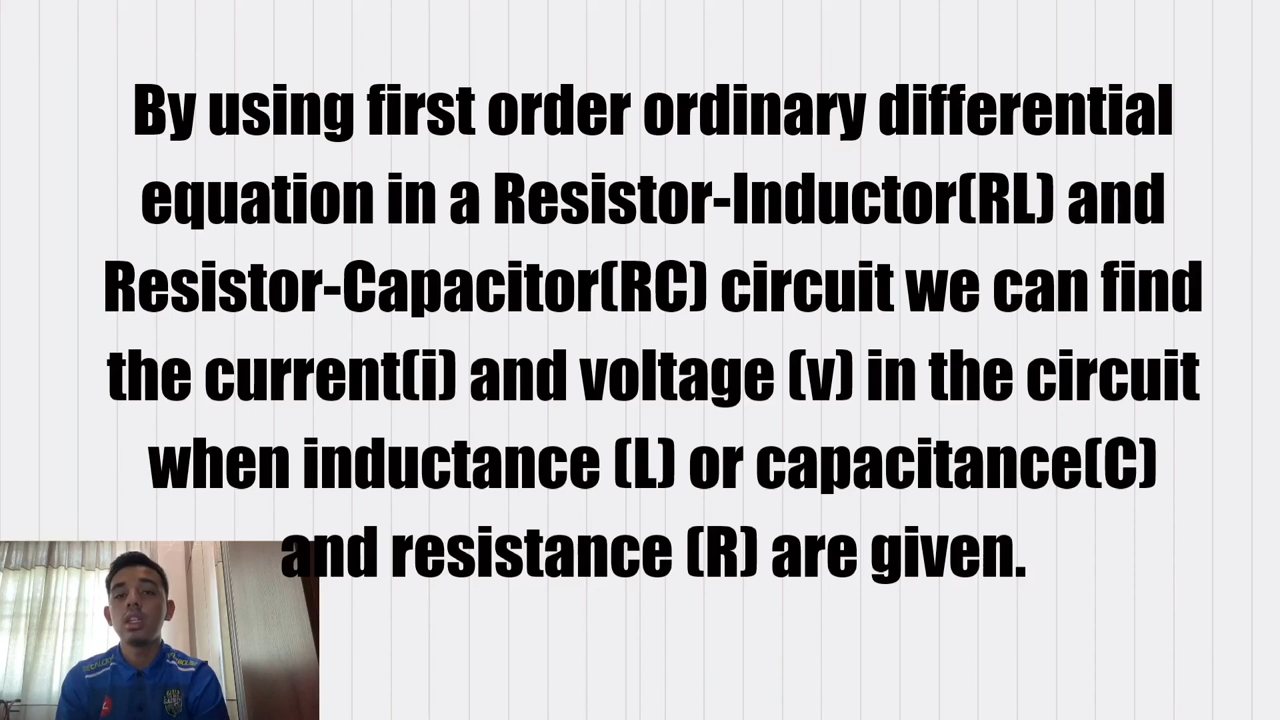 By using first order ordinary differential
equation in a Resistor-Inductor(RL) and
Resistor-Capacitor(RC) circuit we can find
the current(i) and voltage (v) in the circuit
when inductance (L) or capacitance(C)
and resistance (R) are given.